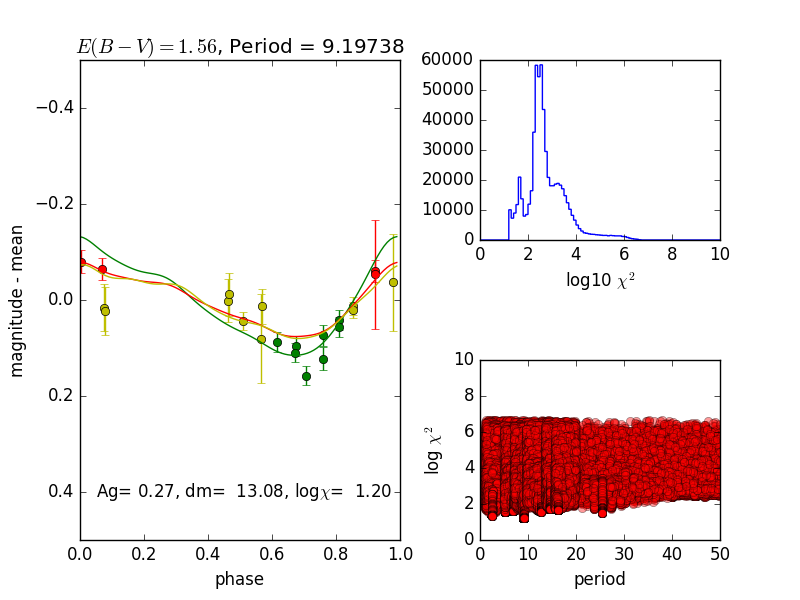 E(B−V)=1.56, Period = 9.19738
−0.4
−0.2
0.0
0.2
0.4
magnitude - mean
Ag= 0.27, dm=  13.08, logχ=  1.20
0.0 0.2 0.4 0.6 0.8 1.0
phase
60000
50000
40000
30000
20000
10000
0
0 2 4 6 8 10
log10 χ²
10
8
6
4
2
0
log χ²
0 10 20 30 40 50
period